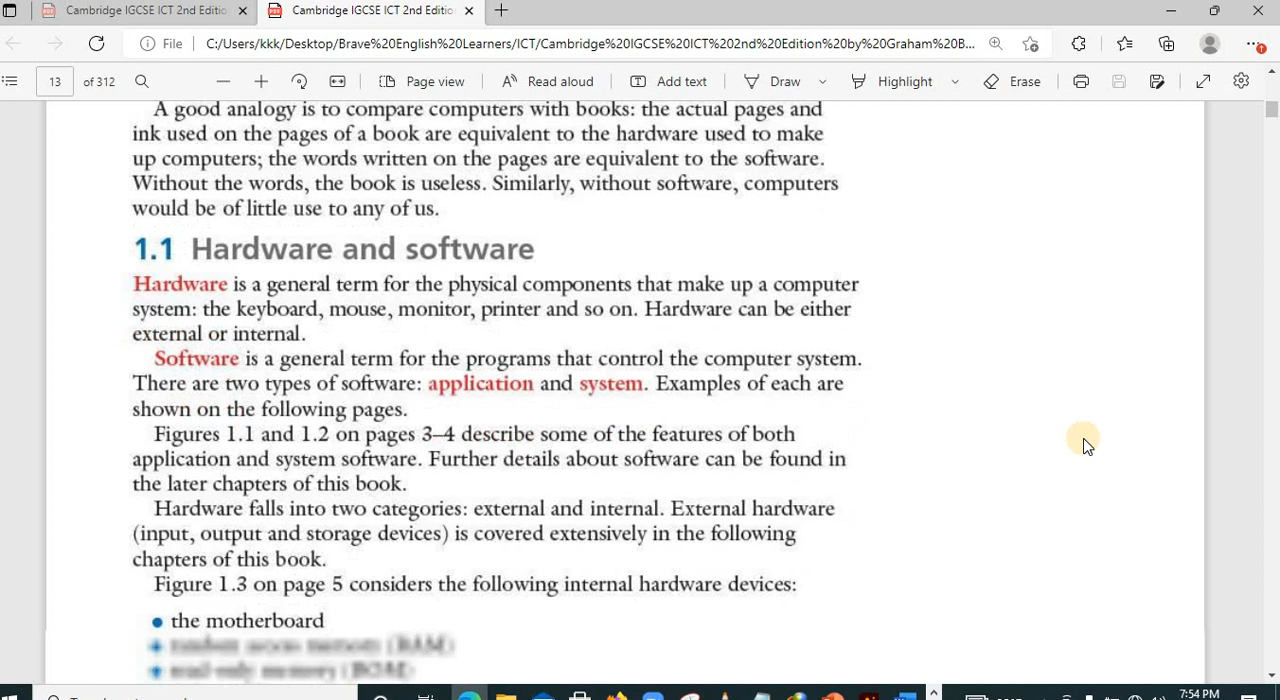 Cambridge IGCSE ICT 2nd Editio
Cambridge IGCSE ICT 2nd Editio
File
C:/Users/kkk/Desktop/Brave%20English%20Learners/ICT/Cambridge%20IGCSE%20ICT%202nd%20Edition%20by%20Graham%20B...
13 of 312
Page view
Read aloud
Add text
Draw
Highlight
Erase
A good analogy is to compare computers with books: the actual pages and
ink used on the pages of a book are equivalent to the hardware used to make
up computers; the words written on the pages are equivalent to the software.
Without the words, the book is useless. Similarly, without software, computers
would be of little use to any of us.
1.1 Hardware and software
Hardware is a general term for the physical components that make up a computer
system: the keyboard, mouse, monitor, printer and so on. Hardware can be either
external or internal.
Software is a general term for the programs that control the computer system.
There are two types of software: application and system. Examples of each are
shown on the following pages.
Figures 1.1 and 1.2 on pages 3–4 describe some of the features of both
application and system software. Further details about software can be found in
the later chapters of this book.
Hardware falls into two categories: external and internal. External hardware
(input, output and storage devices) is covered extensively in the following
chapters of this book.
Figure 1.3 on page 5 considers the following internal hardware devices:
• the motherboard
7:54 PM